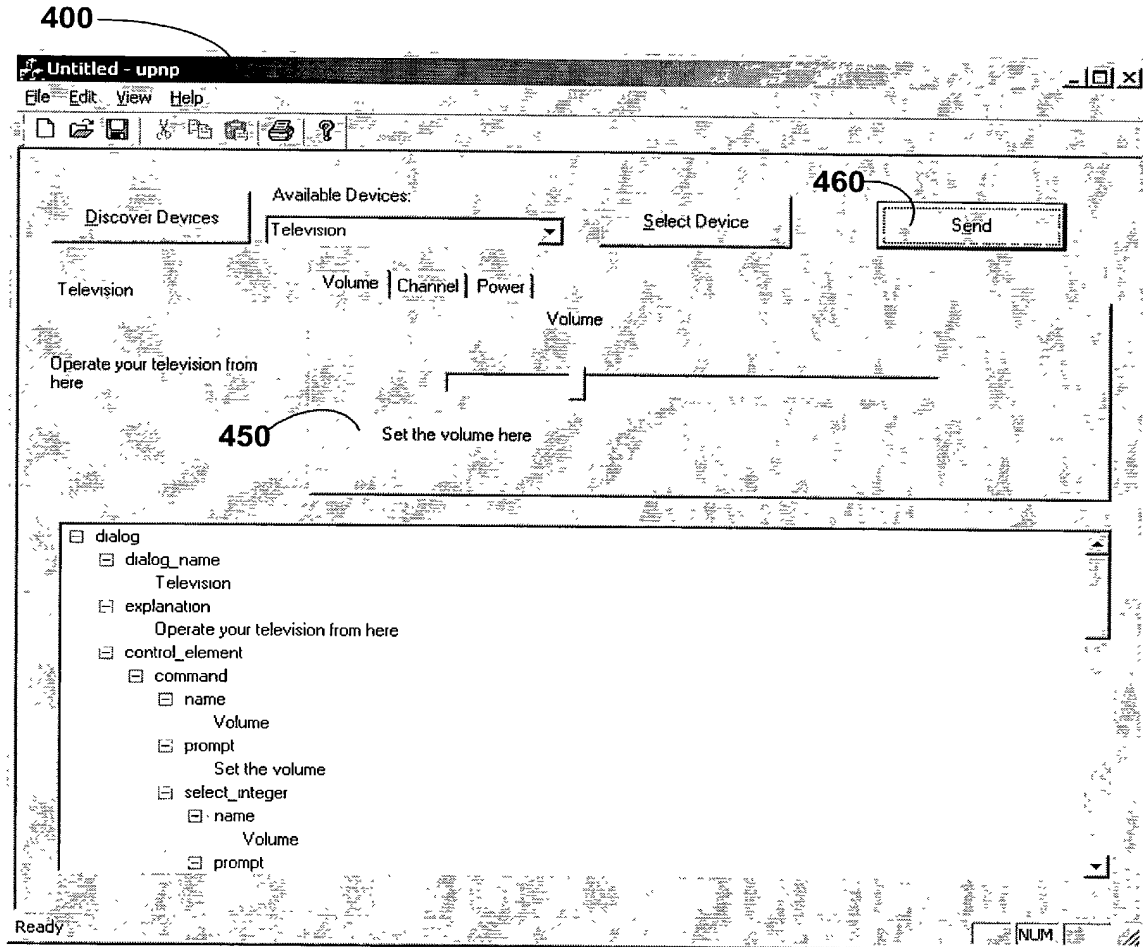 400
Untitled - upnp
File Edit View Help
Available Devices:
460
Discover Devices
Television
Select Device
Send
Television
Volume Channel Power
Volume
Operate your television from
here
450
Set the volume here
dialog
dialog_name
Television
explanation
Operate your television from here
control_element
command
name
Volume
prompt
Set the volume
select_integer
name
Volume
prompt
Ready
NUM